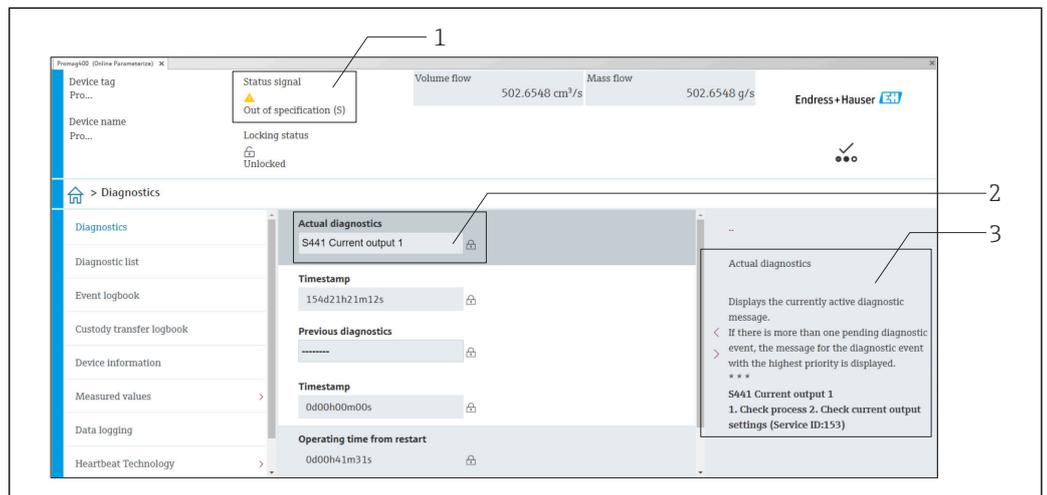 1
Promag400 (Online Parameterize) X
X
Device tag
Pro...
Device name
Pro...
Status signal
Out of specification (S)
Locking status
Unlocked
Volume flow
502.6548 cm³/s
Mass flow
502.6548 g/s
Endress+Hauser EH
> Diagnostics
2
3
Diagnostics
Diagnostic list
Event logbook
Custody transfer logbook
Device information
Measured values >
Data logging
Heartbeat Technology >
Actual diagnostics
S441 Current output 1
Timestamp
154d21h21m12s
Previous diagnostics
--------
Timestamp
0d00h00m00s
Operating time from restart
0d00h41m31s
..
Actual diagnostics
Displays the currently active diagnostic
message.
If there is more than one pending diagnostic
event, the message for the diagnostic event
with the highest priority is displayed.
* * *
S441 Current output 1
1. Check process 2. Check current output
settings (Service ID:153)